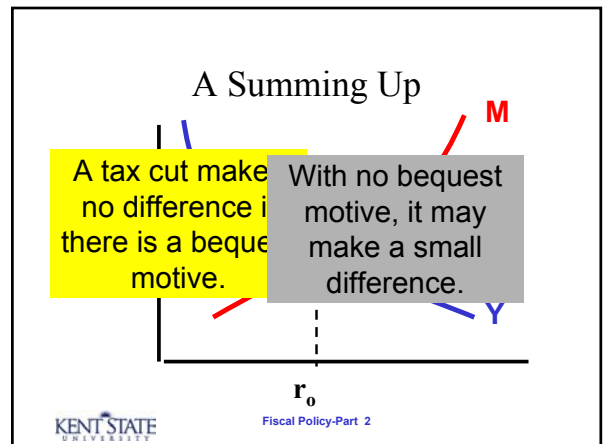 A Summing Up
M
A tax cut make
no difference i
there is a beque
motive.
With no bequest
motive, it may
make a small
difference.
Y
r₀
KENT STATE
UNIVERSITY
Fiscal Policy-Part 2